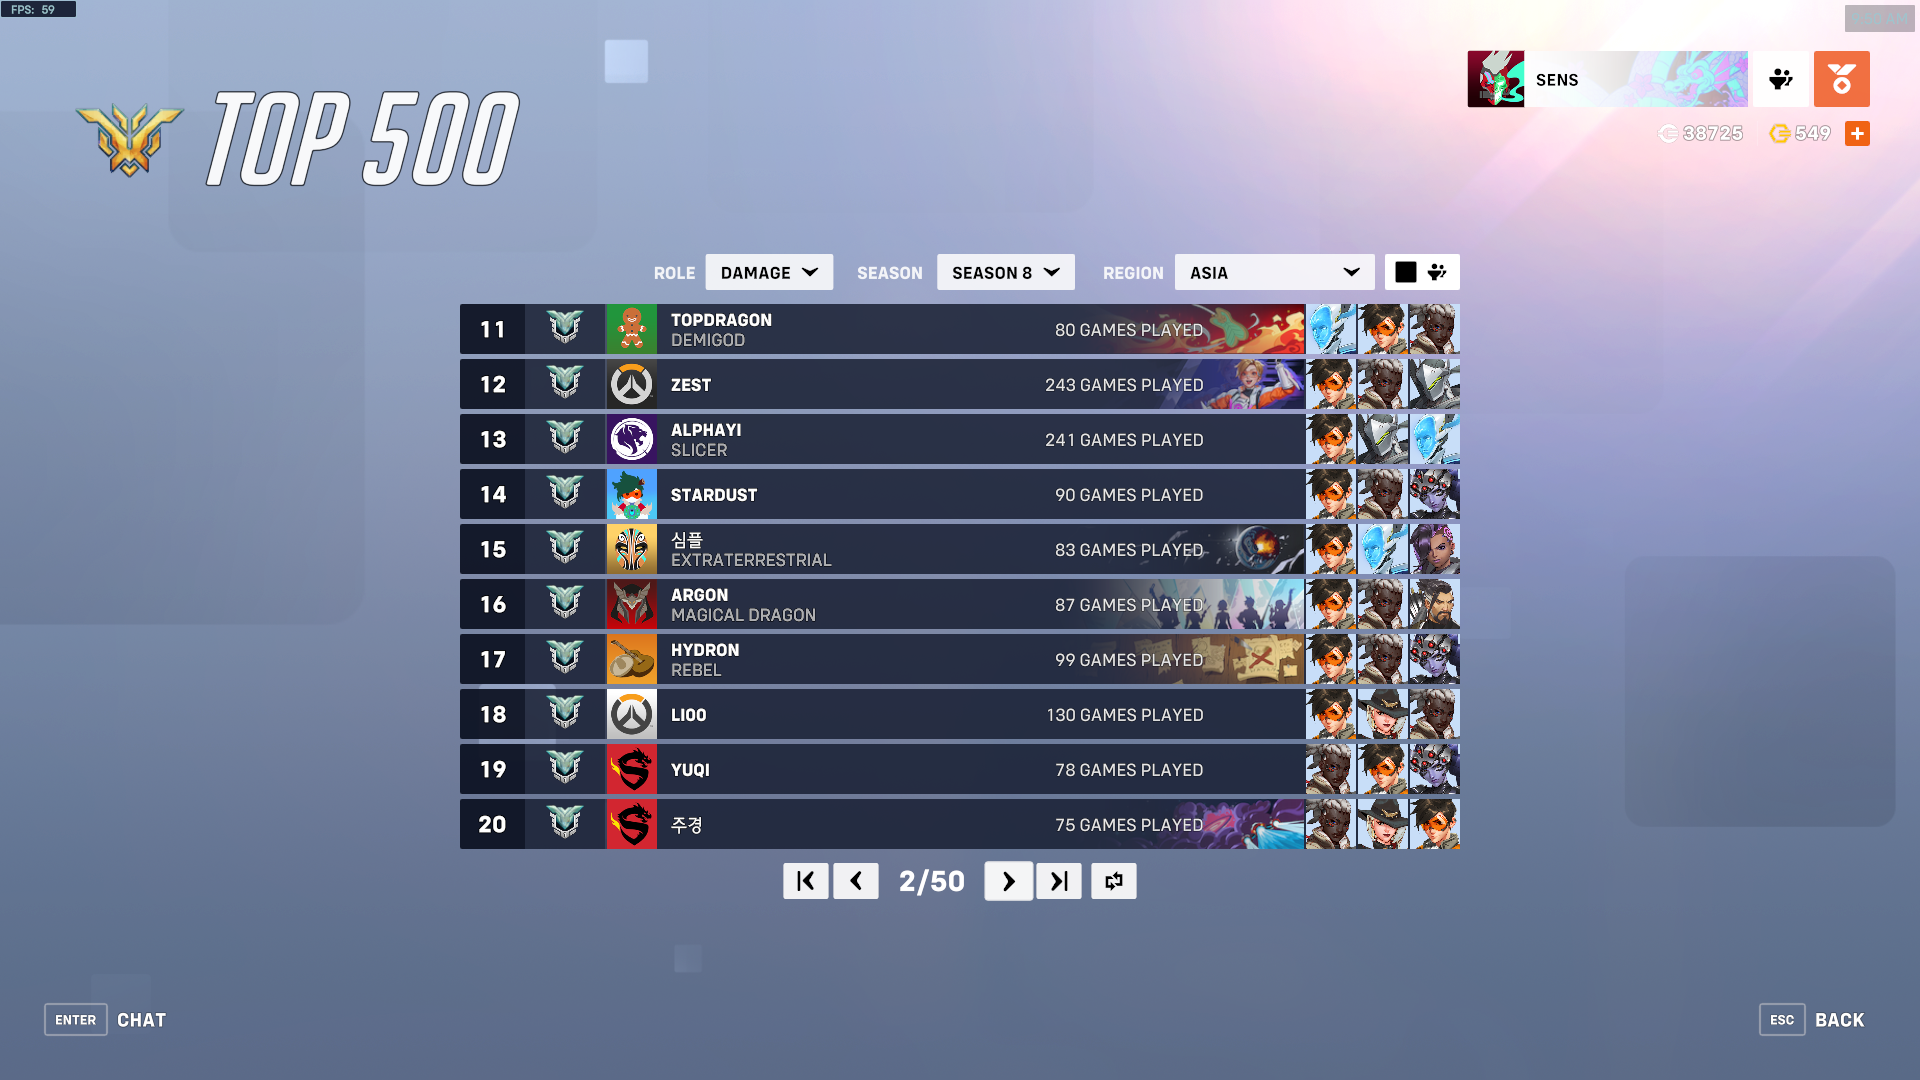 FPS: 59
SENS
38725 549
TOP 500
ROLE DAMAGE SEASON SEASON 8 REGION ASIA
11 TOPDRAGON 80 GAMES PLAYED
DEMIGOD
12 ZEST 243 GAMES PLAYED
13 ALPHAYI 241 GAMES PLAYED
SLICER
14 STARDUST 90 GAMES PLAYED
15 심플 83 GAMES PLAYED
EXTRATERRESTRIAL
16 ARGON 87 GAMES PLAYED
MAGICAL DRAGON
17 HYDRON 99 GAMES PLAYED
REBEL
18 LI00 130 GAMES PLAYED
19 YUQI 78 GAMES PLAYED
20 주경 75 GAMES PLAYED
2/50
ENTER CHAT
ESC BACK